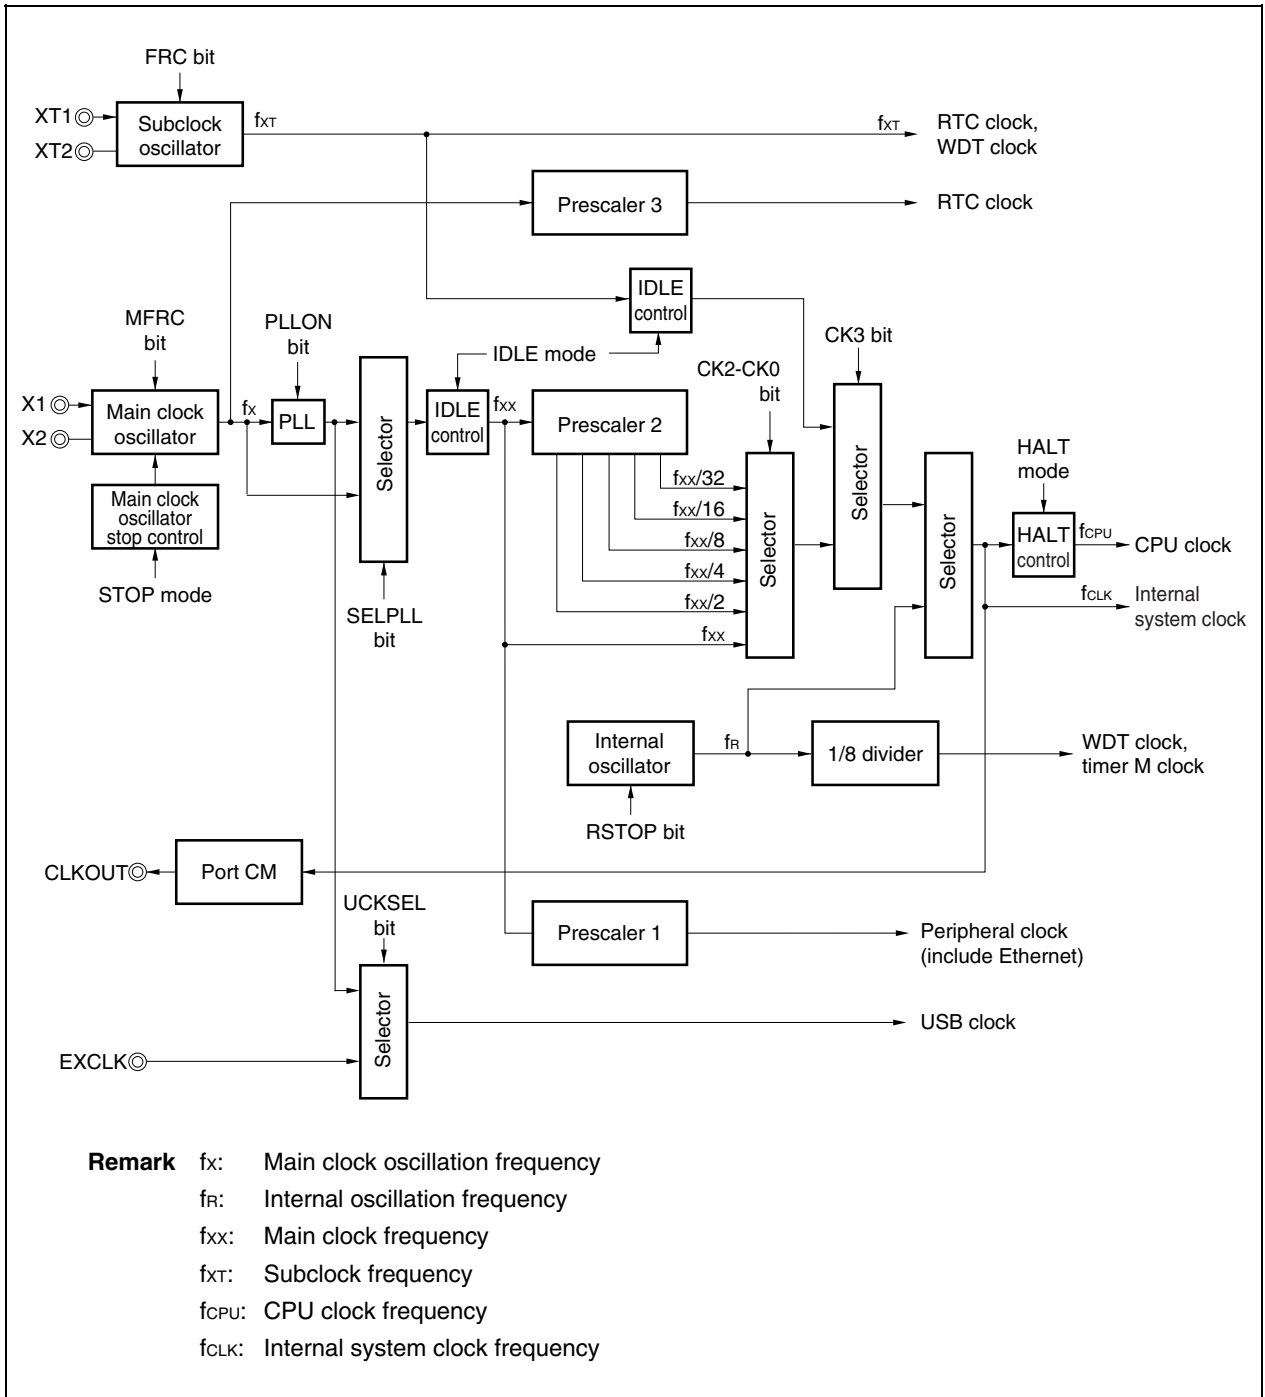 FRC bit
XT1
XT2
Subclock
oscillator
fXT
fXT
RTC clock,
WDT clock
Prescaler 3
RTC clock
IDLE
control
MFRC
bit
PLLON
bit
IDLE mode
CK3 bit
CK2-CK0
bit
X1
X2
Main clock
oscillator
fX
PLL
Selector
IDLE
control
fXX
Prescaler 2
HALT
mode
fXX/32
fXX/16
fXX/8
fXX/4
fXX/2
fXX
Selector
Selector
Selector
HALT
control
fCPU
CPU clock
fCLK
Internal
system clock
Main clock
oscillator
stop control
STOP mode
SELPLL
bit
Internal
oscillator
fR
1/8 divider
WDT clock,
timer M clock
RSTOP bit
CLKOUT
Port CM
UCKSEL
bit
Prescaler 1
Peripheral clock
(include Ethernet)
Selector
USB clock
EXCLK
Remark fX: Main clock oscillation frequency
fR: Internal oscillation frequency
fXX: Main clock frequency
fXT: Subclock frequency
fCPU: CPU clock frequency
fCLK: Internal system clock frequency